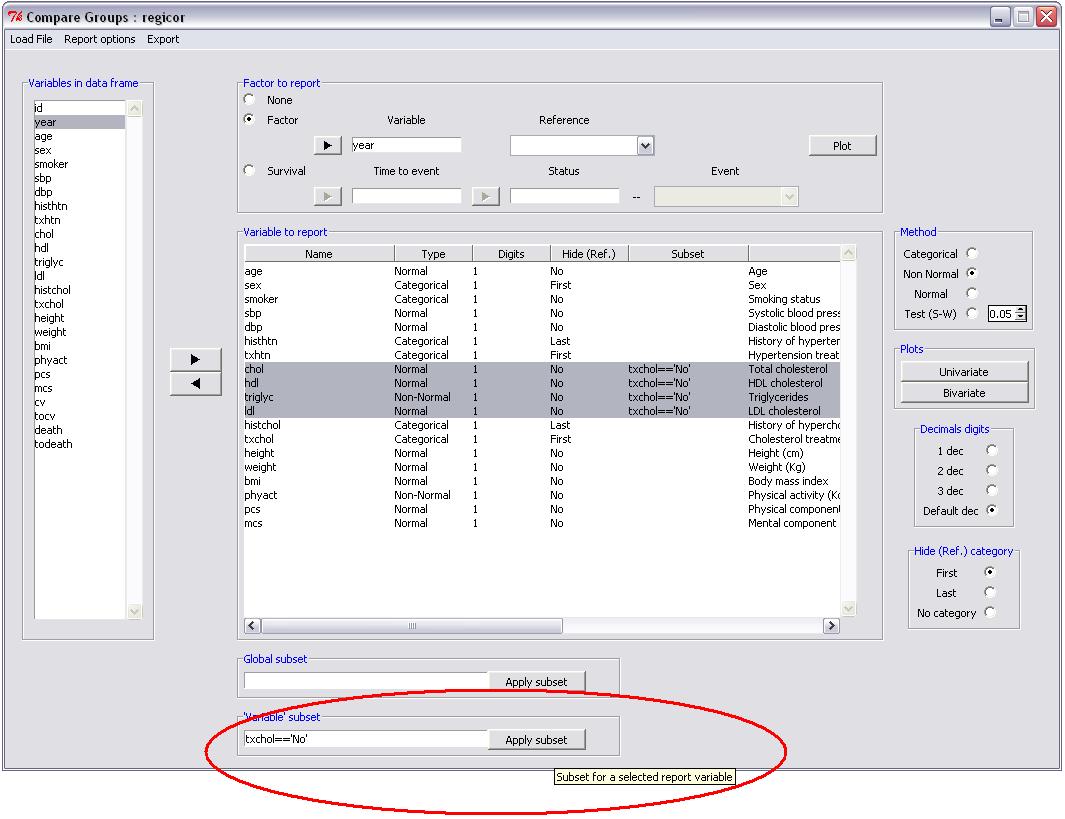 Compare Groups : regicor
Load File Report options Export
Variables in data frame
id
year
age
sex
smoker
sbp
dbp
histhtn
txhtn
chol
hdl
triglyc
ldl
histchol
txchol
height
weight
bmi
phyact
pcs
mcs
cv
tocv
death
todeath
Factor to report
None
Factor Variable Reference
year Plot
Survival Time to event Status Event
--
Variable to report
Name Type Digits Hide (Ref.) Subset
age Normal 1 No Age
sex Categorical 1 First Sex
smoker Categorical 1 No Smoking status
sbp Normal 1 No Systolic blood press
dbp Normal 1 No Diastolic blood pres
histhtn Categorical 1 Last History of hyperten
txhtn Categorical 1 First Hypertension treat
chol Normal 1 No txchol=='No' Total cholesterol
hdl Normal 1 No txchol=='No' HDL cholesterol
triglyc Non-Normal 1 No txchol=='No' Triglycerides
ldl Normal 1 No txchol=='No' LDL cholesterol
histchol Categorical 1 Last History of hypercho
txchol Categorical 1 First Cholesterol treatme
height Normal 1 No Height (cm)
weight Normal 1 No Weight (Kg)
bmi Normal 1 No Body mass index
phyact Non-Normal 1 No Physical activity (Kc
pcs Normal 1 No Physical component
mcs Normal 1 No Mental component
Method
Categorical
Non Normal
Normal
Test (S-W) 0.05
Plots
Univariate
Bivariate
Decimals digits
1 dec
2 dec
3 dec
Default dec
Hide (Ref.) category
First
Last
No category
Global subset
Apply subset
'Variable' subset
txchol=='No' Apply subset
Subset for a selected report variable